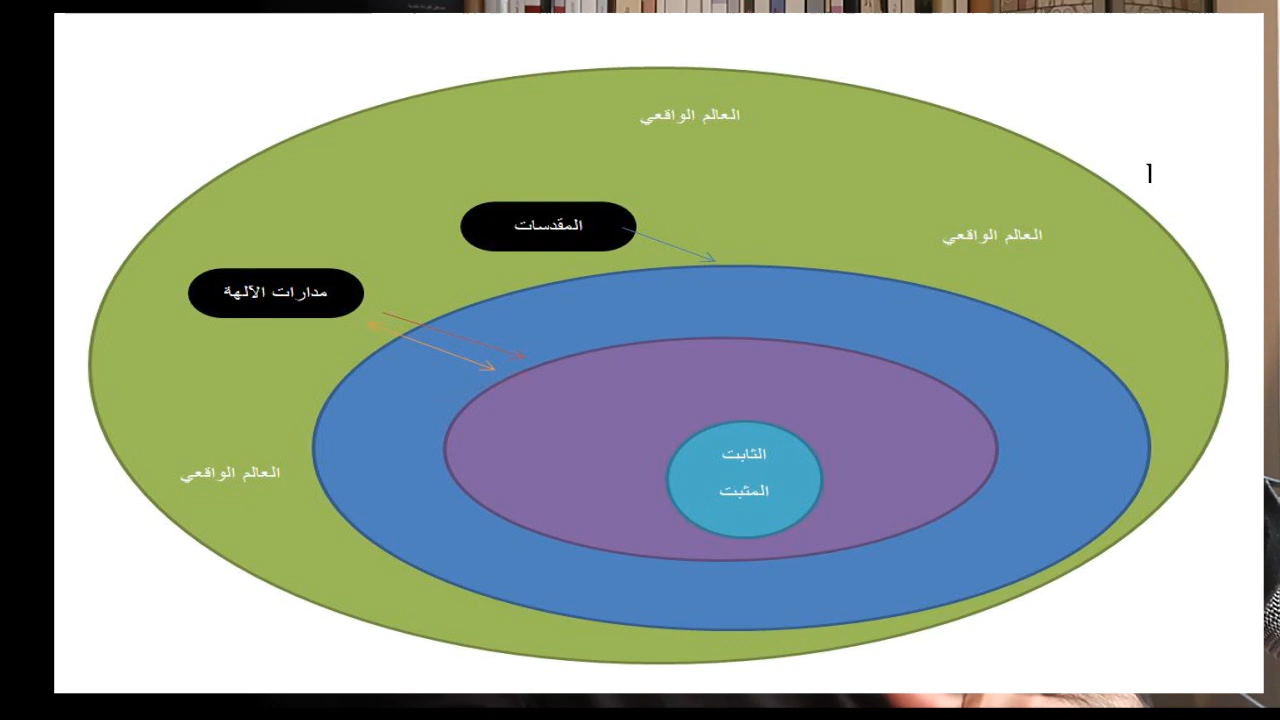 العالم الواقعي
أ
المقدسات
العالم الواقعي
مدارات الآلهة
الثابت
المثبت
العالم الواقعي